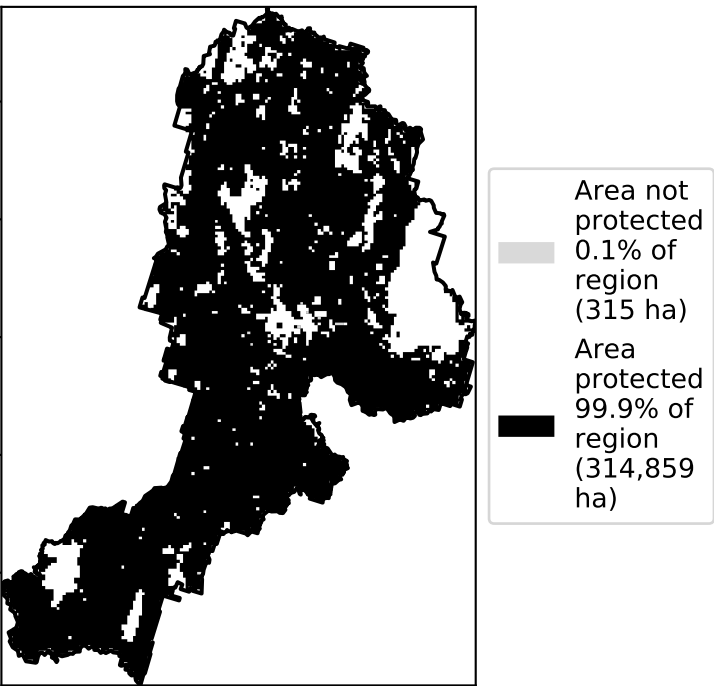 Area not
protected
0.1% of
region
(315 ha)
Area
protected
99.9% of
region
(314,859
ha)